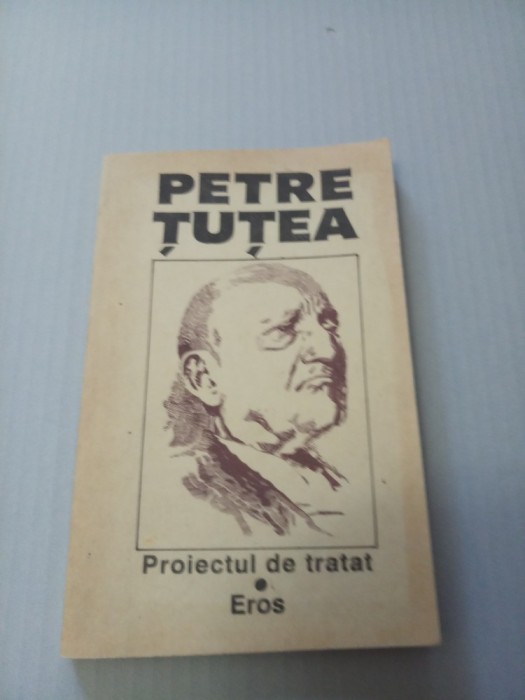 PETRE
ȚUȚEA
Proiectul de tratat
•
Eros